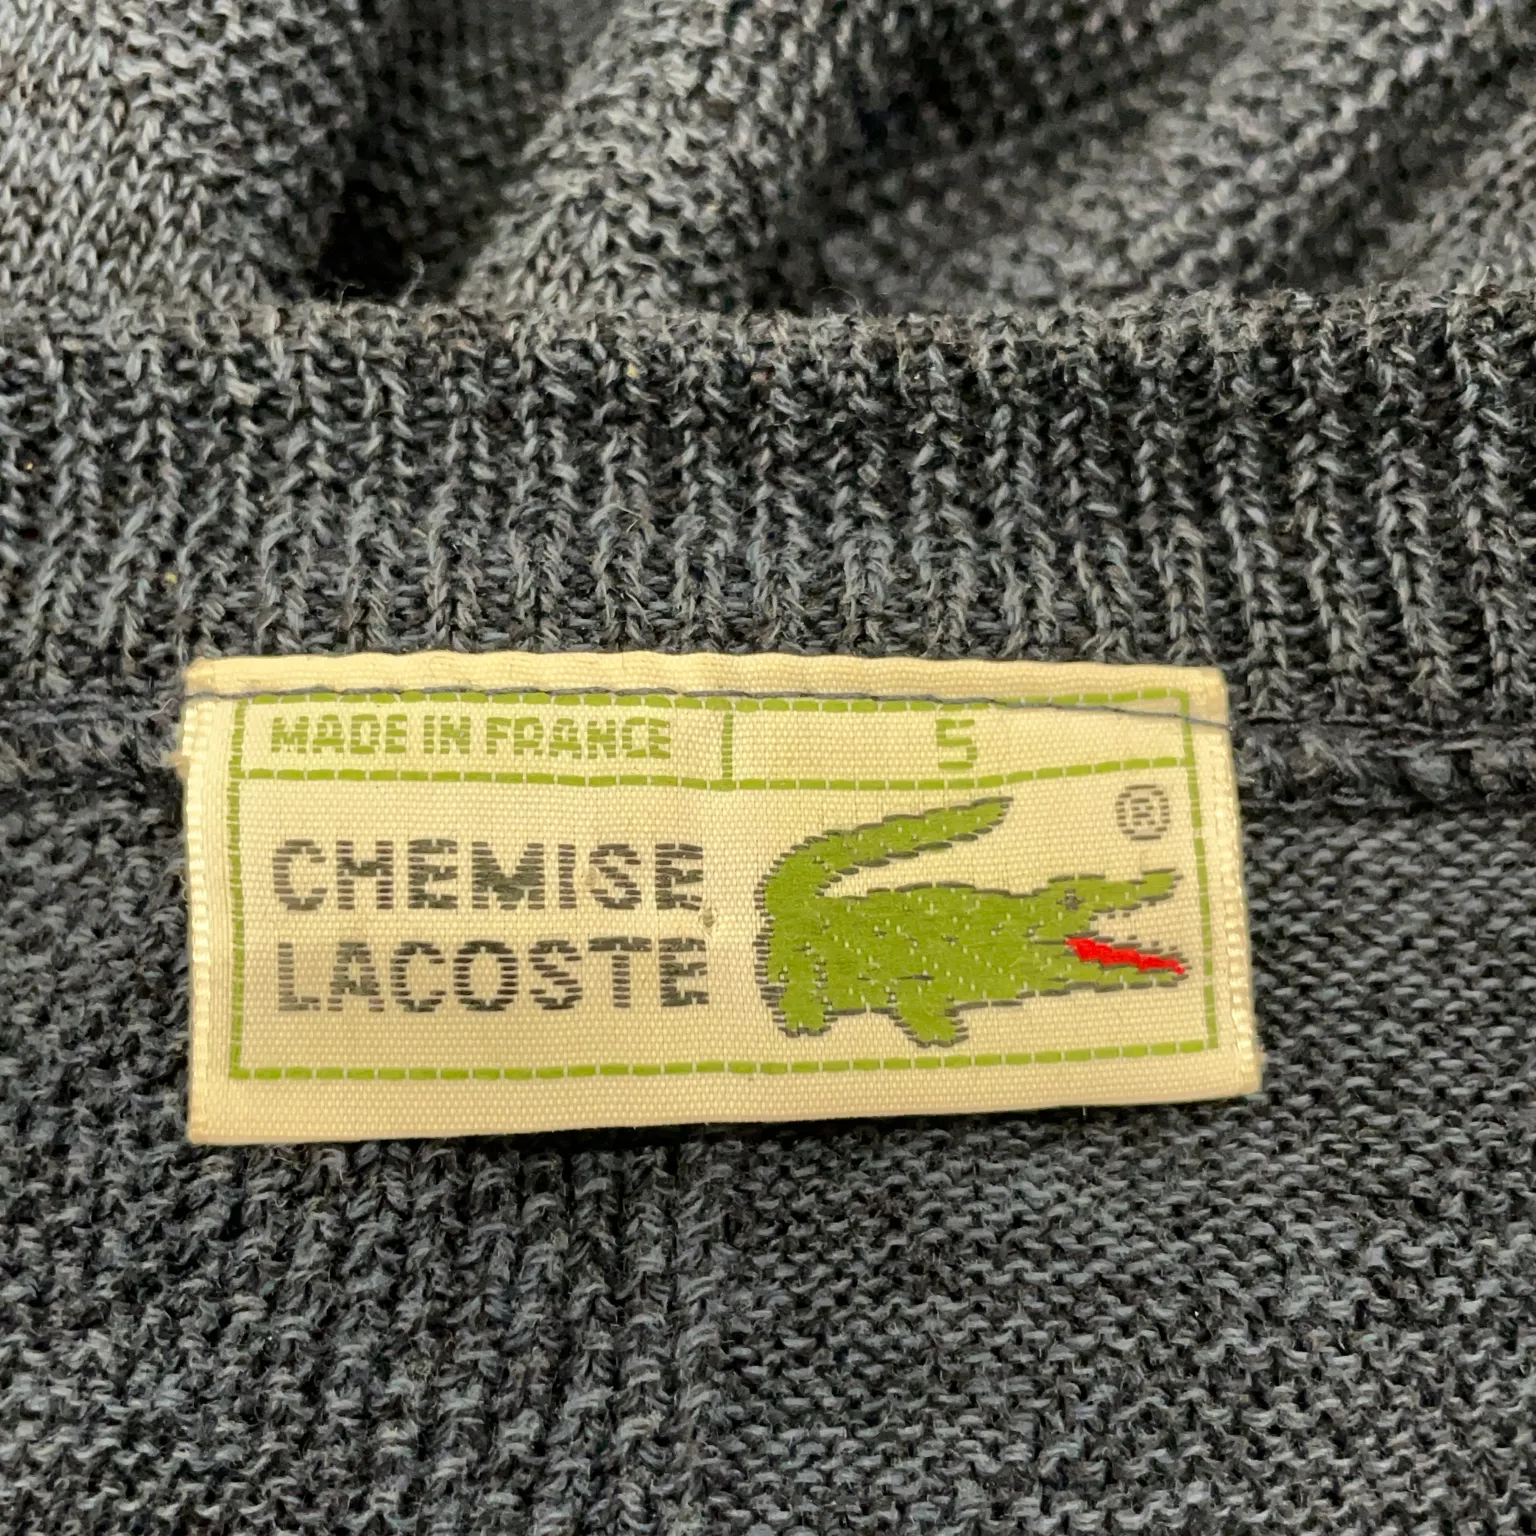 MADE IN FRANCE 5
®
CHEMISE
LACOSTE